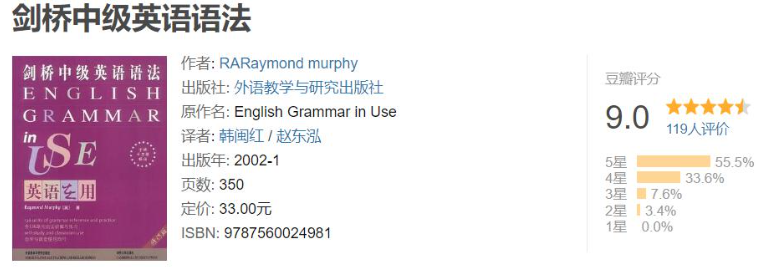 剑桥中级英语语法
剑桥中级英语语法
ENGLISH
GRAMMAR
in
USE
英语在用
Raymond Murphy
作者: RARaymond murphy
出版社: 外语教学与研究出版社
原作名: English Grammar in Use
译者: 韩闽红 / 赵东泓
出版年: 2002-1
页数: 350
定价: 33.00元
ISBN: 9787560024981
豆瓣评分
9.0
119人评价
5星 55.5%
4星 33.6%
3星 7.6%
2星 3.4%
1星 0.0%